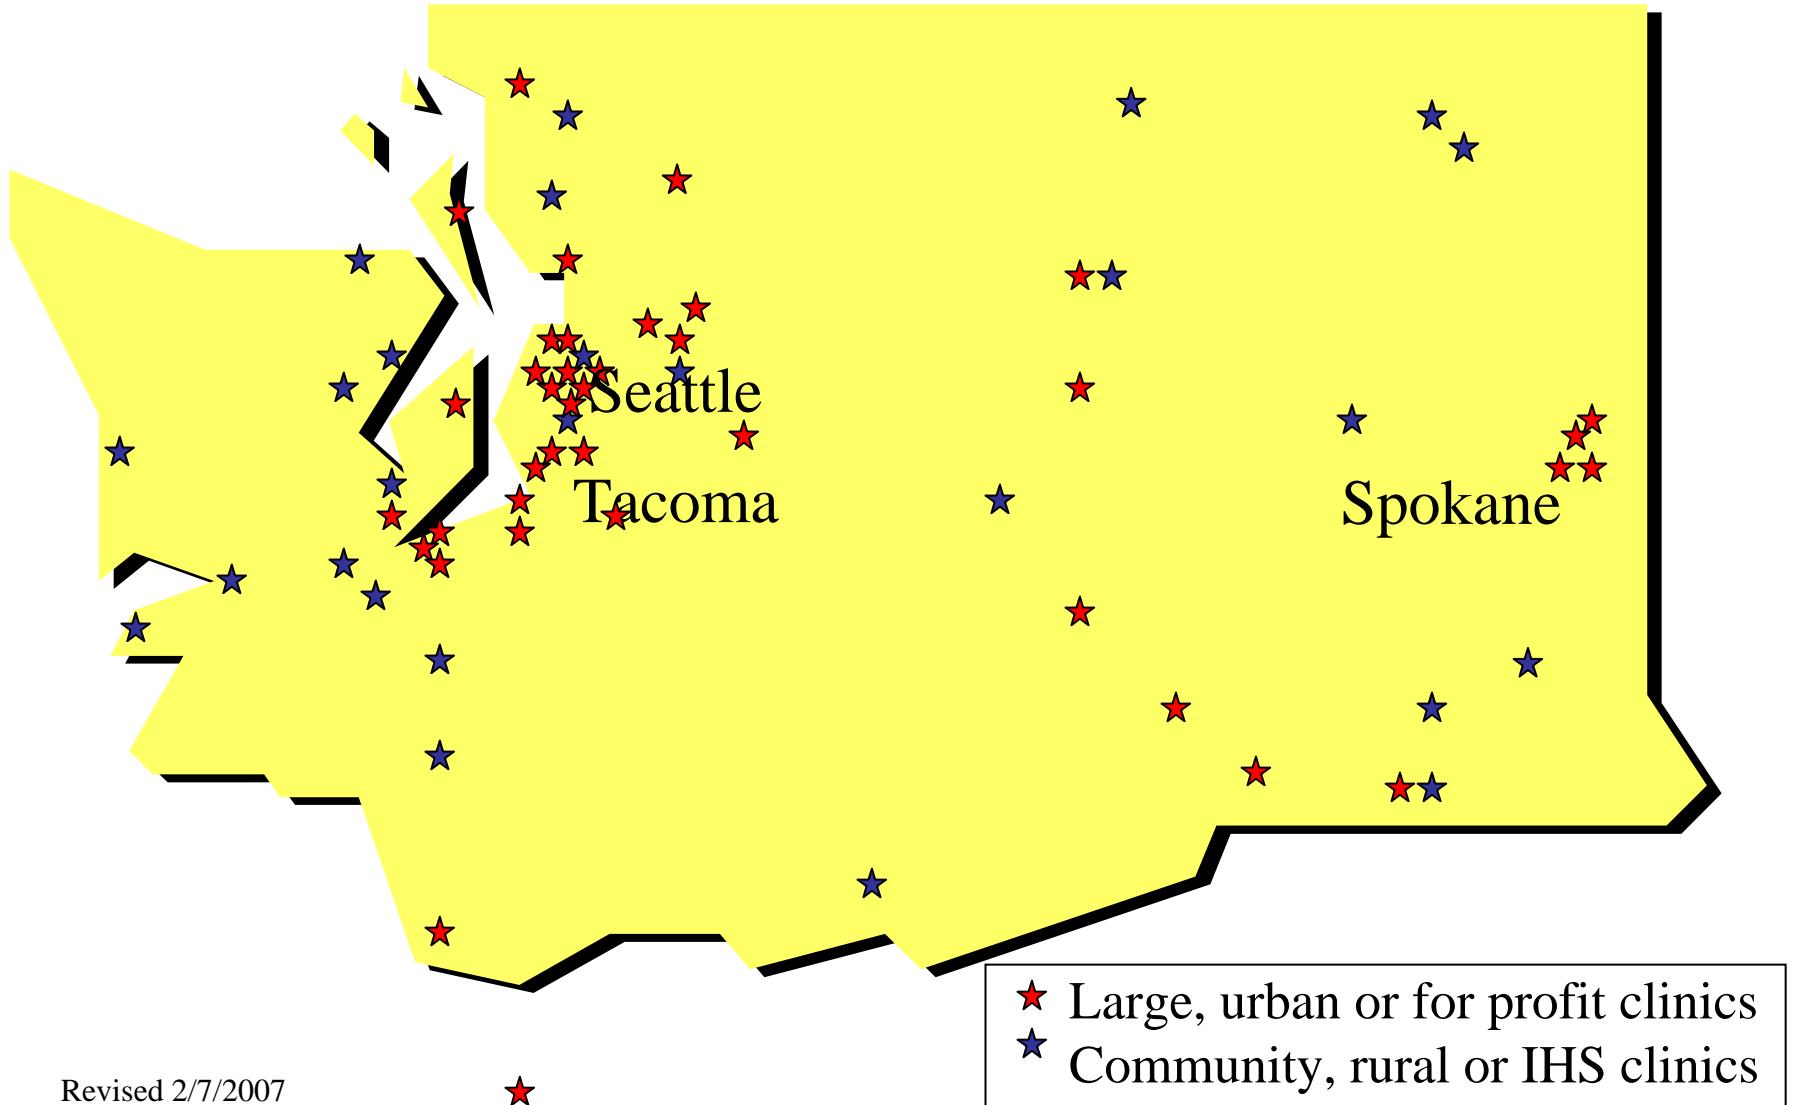 Seattle
Tacoma
Spokane
Large, urban or for profit clinics
Community, rural or IHS clinics
Revised 2/7/2007